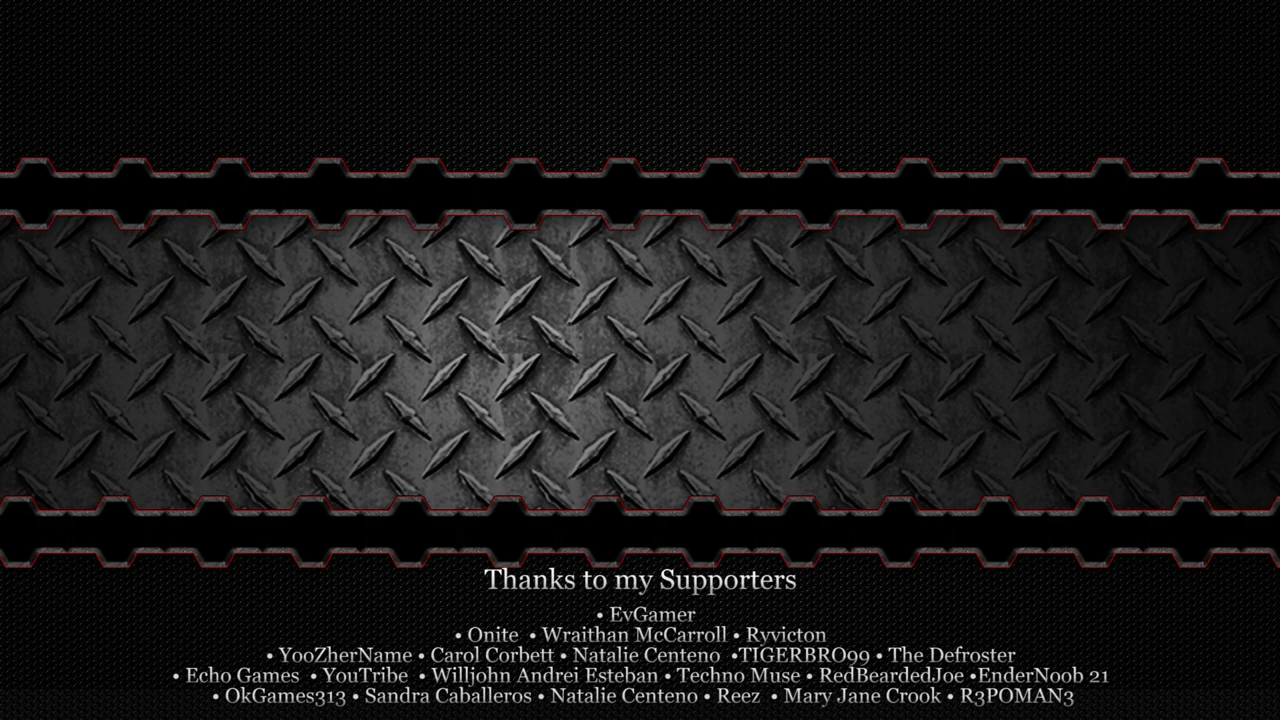 Thanks to my Supporters
• EvGamer
• Onite • Wraithan McCarroll • Ryvicton
• YooZherName • Carol Corbett • Natalie Centeno •TIGERBRO99 • The Defroster
• Echo Games • YouTribe • Willjohn Andrei Esteban • Techno Muse • RedBeardedJoe •EnderNoob 21
• OkGames313 • Sandra Caballeros • Natalie Centeno • Reez • Mary Jane Crook • R3POMAN3